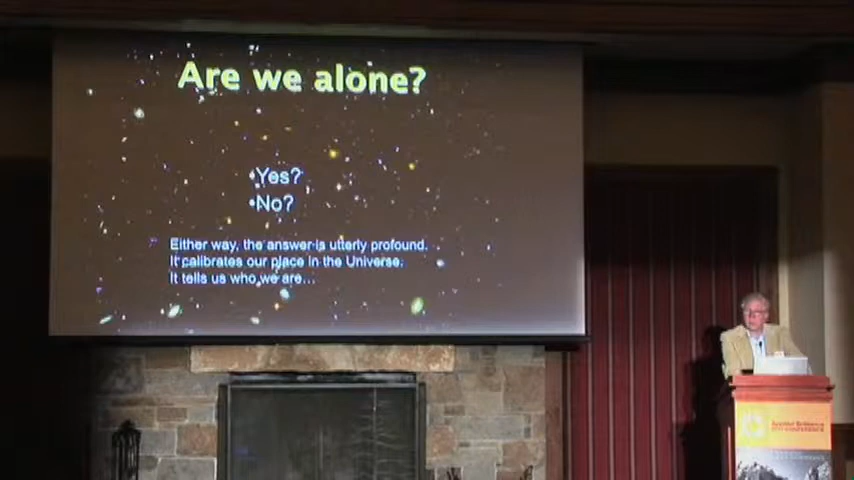 Are we alone?
•Yes?
•No?
Either way, the answer is utterly profound.
It calibrates our place in the Universe.
It tells us who we are...